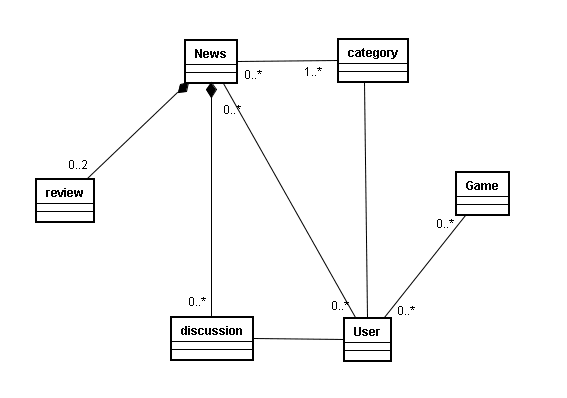 News
category
0..*
1..*
0..*
0..2
review
Game
0..*
0..*
0..*
0..*
discussion
User